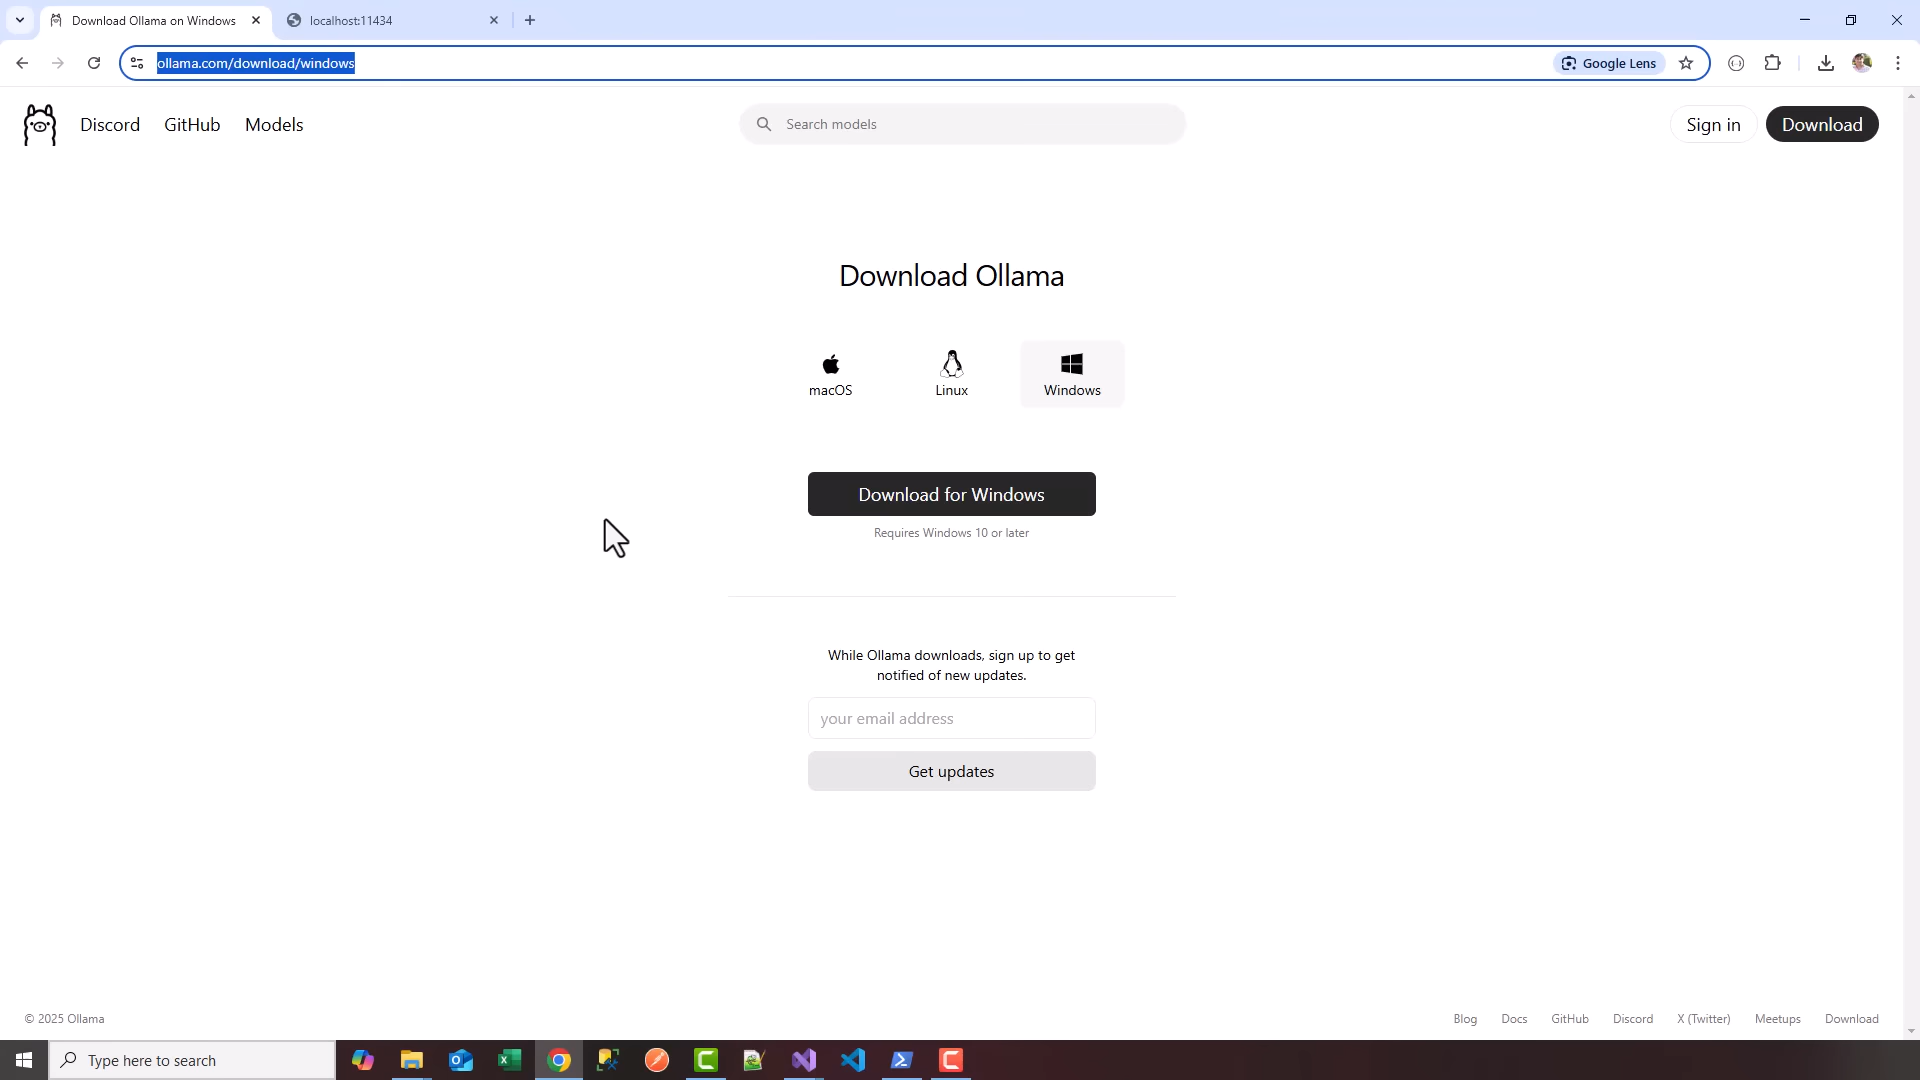 Download Ollama on Windows
localhost:11434
ollama.com/download/windows
Google Lens
Discord GitHub Models
Search models
Sign in Download
Download Ollama
macOS Linux Windows
Download for Windows
Requires Windows 10 or later
While Ollama downloads, sign up to get
notified of new updates.
your email address
Get updates
© 2025 Ollama
Blog Docs GitHub Discord X (Twitter) Meetups Download
Type here to search